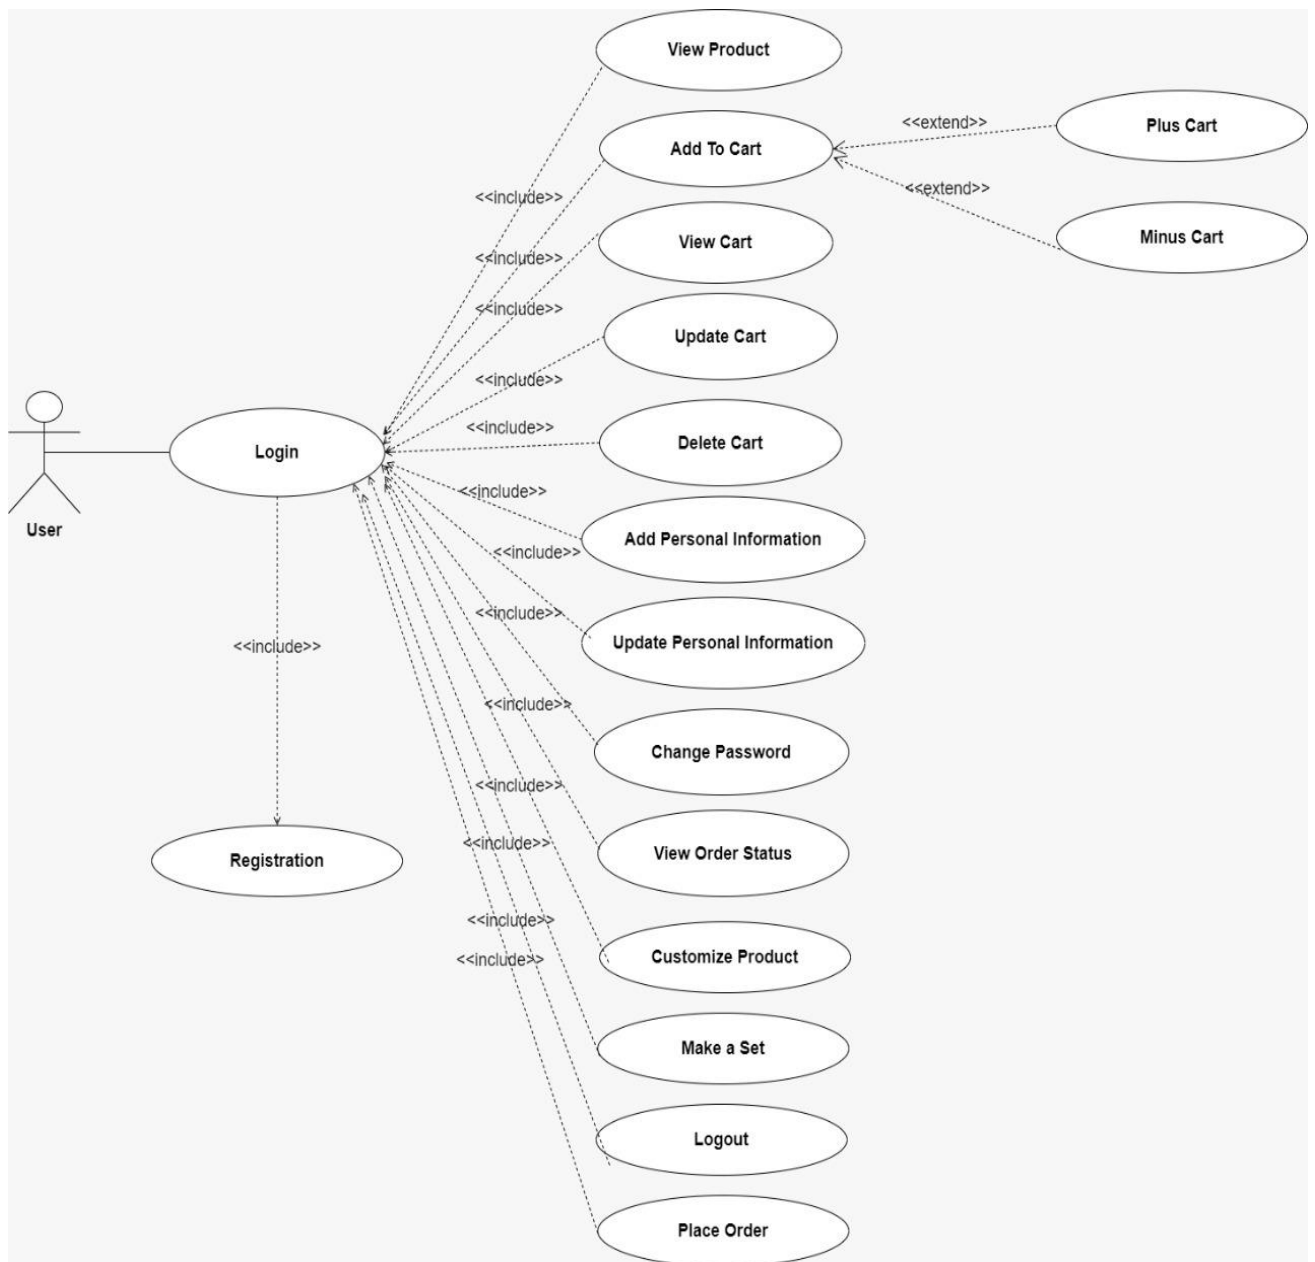 View Product
<<extend>>
Plus Cart
Add To Cart
<<extend>>
<<include>>
View Cart
Minus Cart
<<include>>
<<include>>
Update Cart
<<include>>
<<include>>
Delete Cart
Login
<<include>>
User
Add Personal Information
<<include>>
<<include>>
Update Personal Information
<<include>>
<<include>>
Change Password
<<include>>
Registration
<<include>>
View Order Status
<<include>>
<<include>>
Customize Product
Make a Set
Logout
Place Order